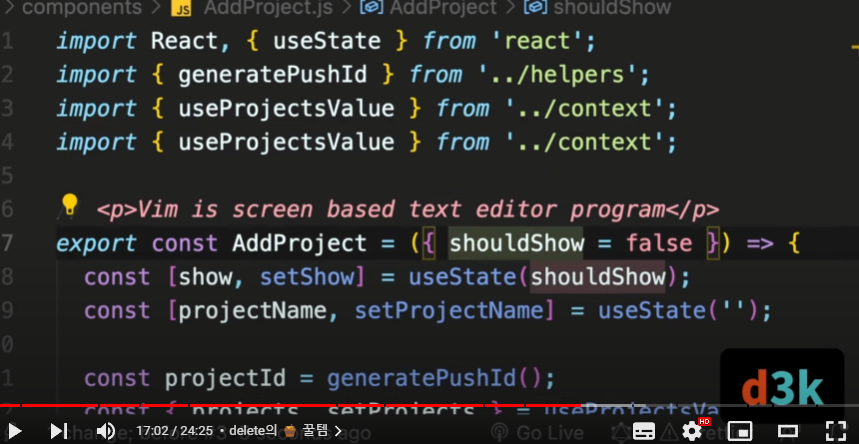 components > JS AddProject.js > AddProject > shouldShow
1 import React, { useState } from 'react';
2 import { generatePushId } from '../helpers';
3 import { useProjectsValue } from '../context';
4 import { useProjectsValue } from '../context';
5
6 <p>Vim is screen based text editor program</p>
7 export const AddProject = ({ shouldShow = false }) => {
8 const [show, setShow] = useState(shouldShow);
9 const [projectName, setProjectName] = useState('');
0
1 const projectId = generatePushId();
2 const { projects, setProjects } = useProjectsVa
d3k
17:02 / 24:25 • delete의 꿀템 >
ago
Go Live
HD